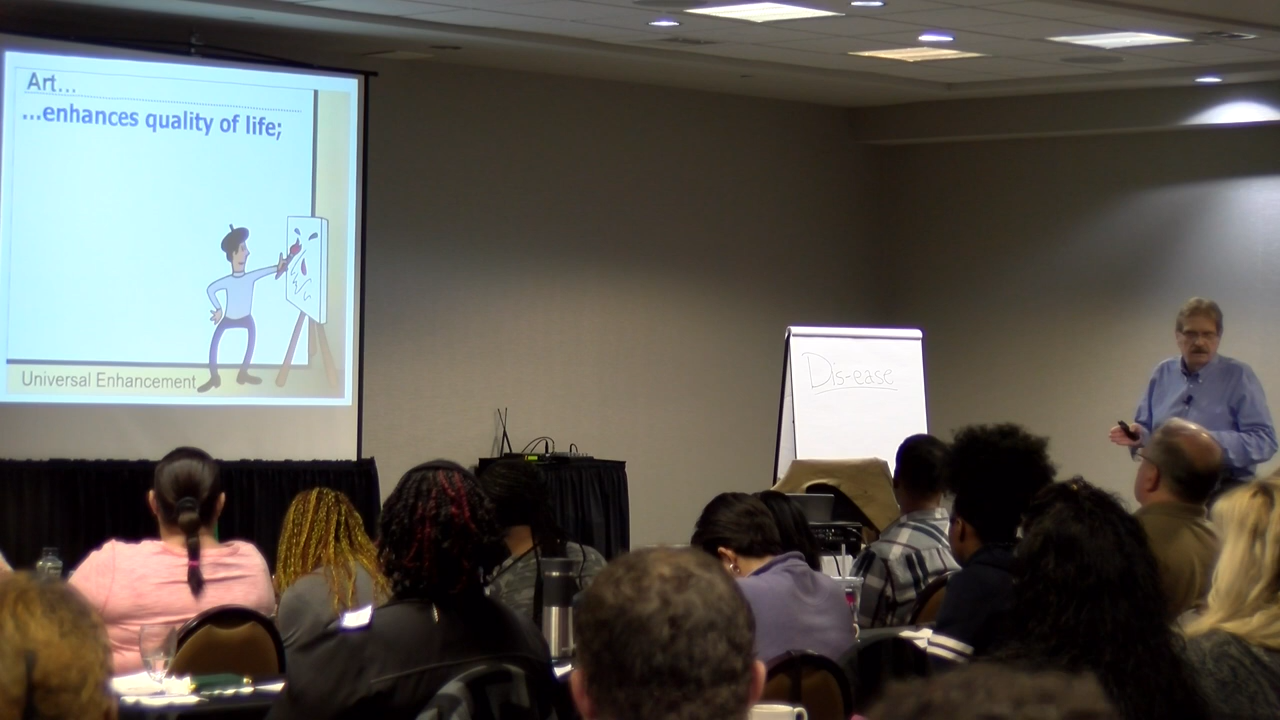 Art...
...enhances quality of life;
Universal Enhancement
Dis-ease